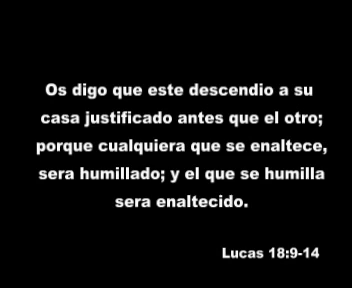 Os digo que este descendio a su
casa justificado antes que el otro;
porque cualquiera que se enaltece,
sera humillado; y el que se humilla
sera enaltecido.
Lucas 18:9-14